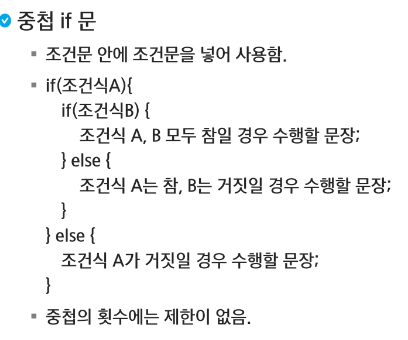 중첩 if 문
조건문 안에 조건문을 넣어 사용함.
if(조건식A){
if(조건식B) {
조건식 A, B 모두 참일 경우 수행할 문장;
} else {
조건식 A는 참, B는 거짓일 경우 수행할 문장;
}
} else {
조건식 A가 거짓일 경우 수행할 문장;
}
중첩의 횟수에는 제한이 없음.